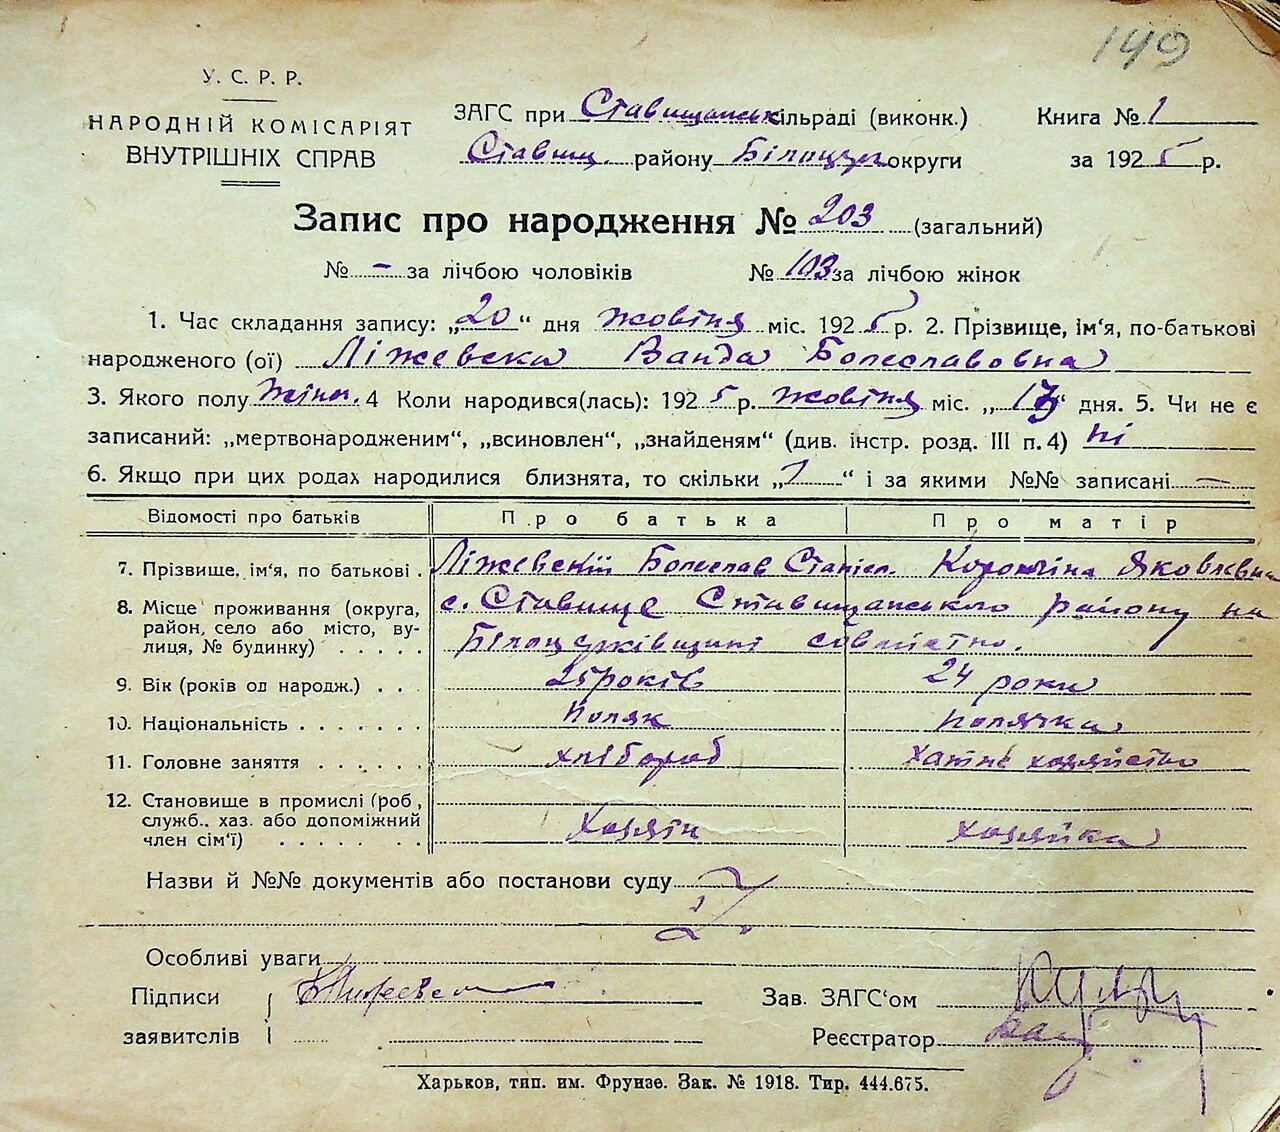 149
У. С. Р. Р.
НАРОДНІЙ КОМІСАРІЯТ
ВНУТРІШНІХ СПРАВ
ЗАГС при Ставищанськ сільраді (виконк.)
Ставищ. району Білоцер округи
Книга № 1
за 1925 р.
Запис про народження № 203 (загальний)
№ – за лічбою чоловіків № 103 за лічбою жінок
1. Час складання запису: „20“ дня жовтня міс. 1925 р. 2. Прізвище, ім'я, по-батькові
народженого (ої) Ліжевска Ванда Болеславовна
3. Якого полу жіноч. 4 Коли народився(лась): 1925 р. жовтня міс. „17“ дня. 5. Чи не є
записаний: „мертвонародженим“, „всиновлен“, „знайденям“ (див. інстр. розд. III п. 4) ні
6. Якщо при цих родах народилися близнята, то скільки „ “ і за якими №№ записані –
Відомості про батьків Про батька Про матір
7. Прізвище, ім'я, по батькові . Ліжевскій Болеслав Станісл. Яковлевна
8. Місце проживання (округа, с. Ставище Ставищанського району на
район, село або місто, ву-
лиця, № будинку) . . . . . Білоцерківщині
9. Вік (років од народж.) . . . 25 років 24 роки
10. Національність . . . . . . . поляк полячка
11. Головне заняття . . . . . . хлібороб хатнє хазяйство
12. Становище в промислі (роб.,
служб., хаз. або допоміжний хазяїн хазяйка
член сім'ї) . . . . . . . .
Назви й №№ документів або постанови суду
Особливі уваги
Підписи
заявителів
Зав. ЗАГС'ом
Реєстратор
Харьков, тип. им. Фрунзе. Зак. № 1918. Тир. 444.675.